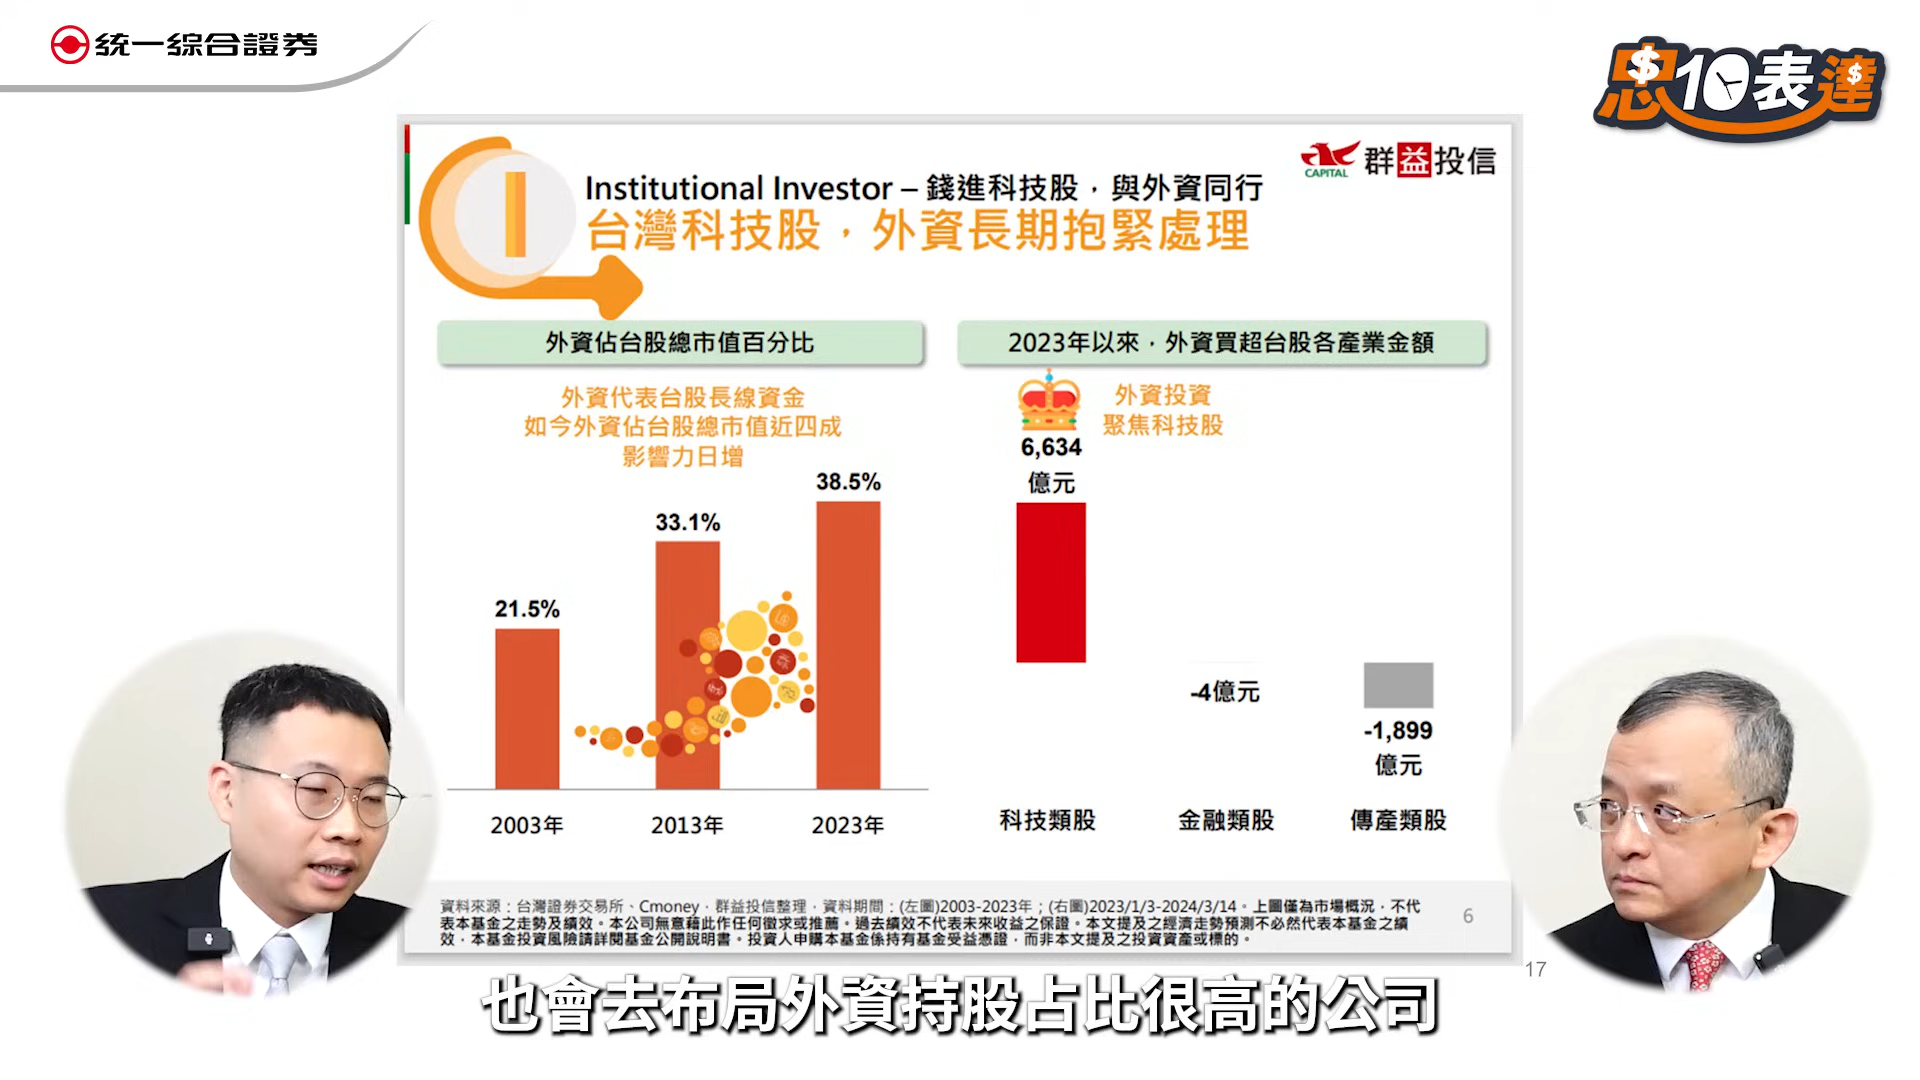 統一綜合證券
忠10表達
CAPITAL 群益投信
Institutional Investor – 錢進科技股，與外資同行
台灣科技股，外資長期抱緊處理
外資佔台股總市值百分比
外資代表台股長線資金
如今外資佔台股總市值近四成
影響力日增
38.5%
33.1%
21.5%
2003年
2013年
2023年
2023年以來，外資買超台股各產業金額
外資投資
聚焦科技股
6,634
億元
-4億元
-1,899
億元
科技類股
金融類股
傳產類股
資料來源：台灣證券交易所、Cmoney，群益投信整理，資料期間：(左圖)2003-2023年；(右圖)2023/1/3-2024/3/14。上圖僅為市場概況，不代
表本基金之走勢及績效。本公司無意藉此作任何徵求或推薦。過去績效不代表未來收益之保證。本文提及之經濟走勢預測不必然代表本基金之績
效，本基金投資風險請詳閱基金公開說明書。投資人申購本基金係持有基金受益憑證，而非本文提及之投資資產或標的。
6
17
也會去布局外資持股占比很高的公司